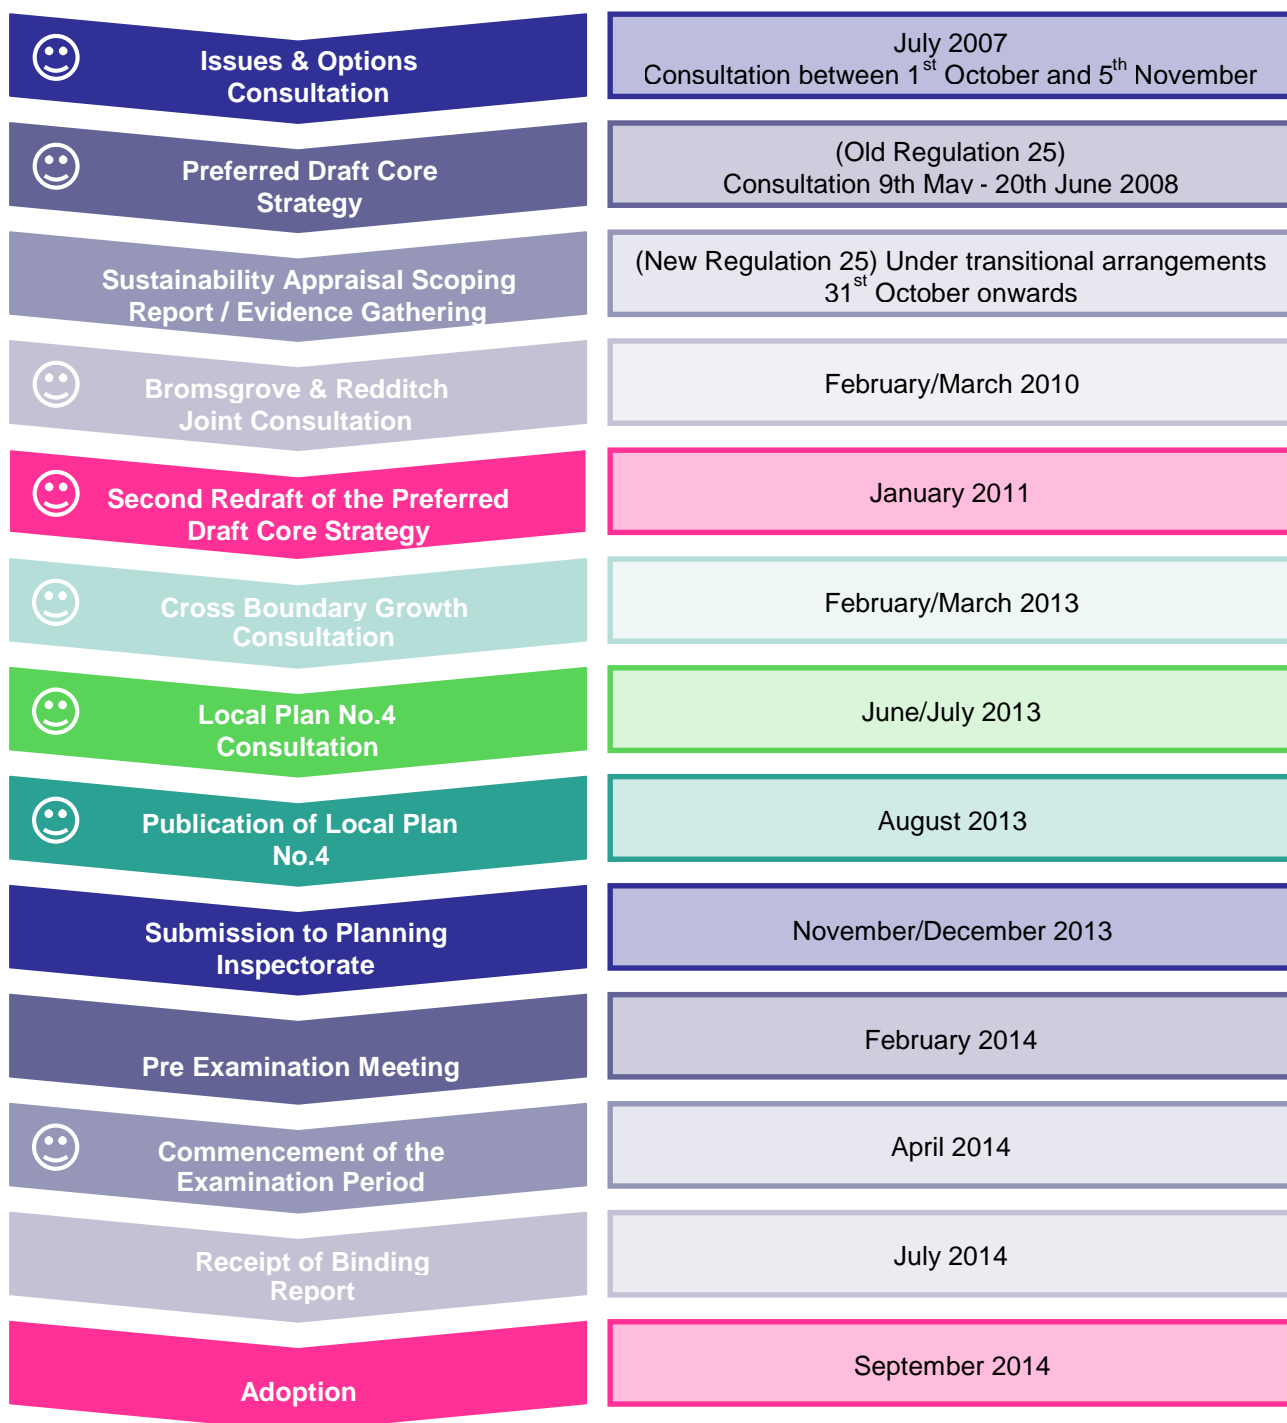 Issues & Options
Consultation
July 2007
Consultation between 1st October and 5th November
Preferred Draft Core
Strategy
(Old Regulation 25)
Consultation 9th May - 20th June 2008
Sustainability Appraisal Scoping
Report / Evidence Gathering
(New Regulation 25) Under transitional arrangements
31st October onwards
Bromsgrove & Redditch
Joint Consultation
February/March 2010
Second Redraft of the Preferred
Draft Core Strategy
January 2011
Cross Boundary Growth
Consultation
February/March 2013
Local Plan No.4
Consultation
June/July 2013
Publication of Local Plan
No.4
August 2013
Submission to Planning
Inspectorate
November/December 2013
Pre Examination Meeting
February 2014
Commencement of the
Examination Period
April 2014
Receipt of Binding
Report
July 2014
Adoption
September 2014